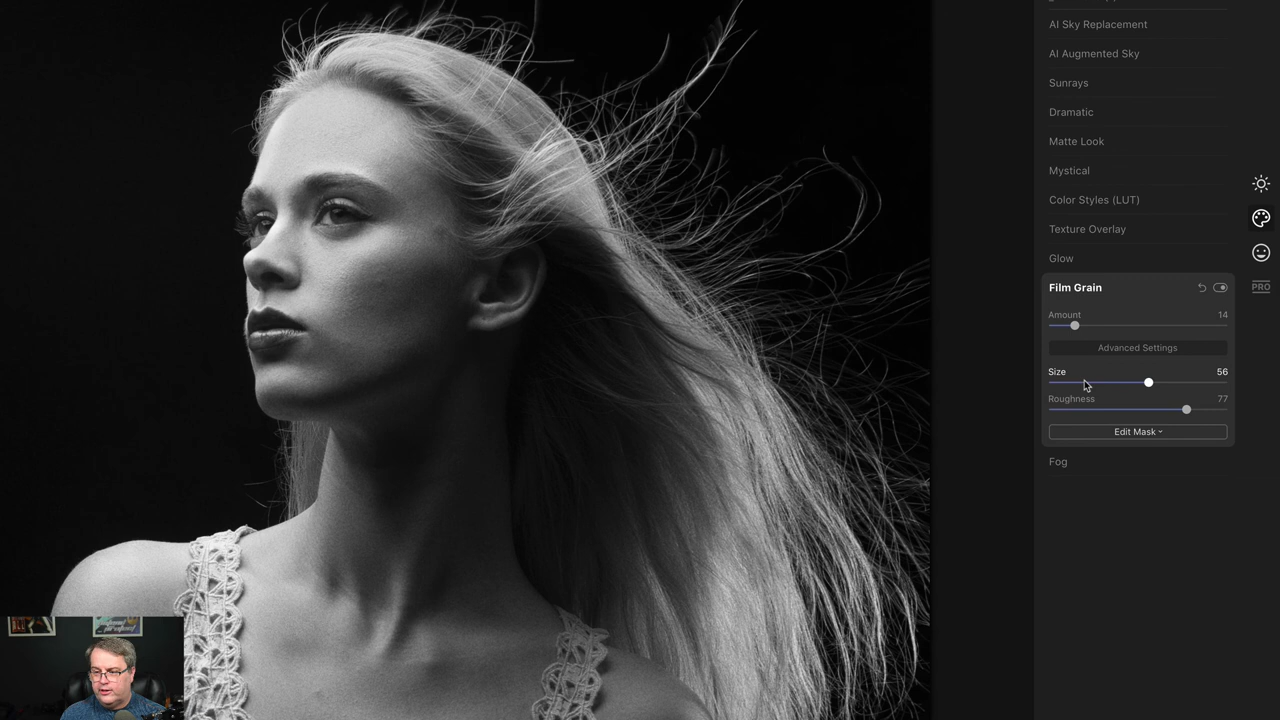 AI Sky Replacement
AI Augmented Sky
Sunrays
Dramatic
Matte Look
Mystical
Color Styles (LUT)
Texture Overlay
Glow
Film Grain
Amount 14
Advanced Settings
Size 56
Roughness 77
Edit Mask
Fog
PRO